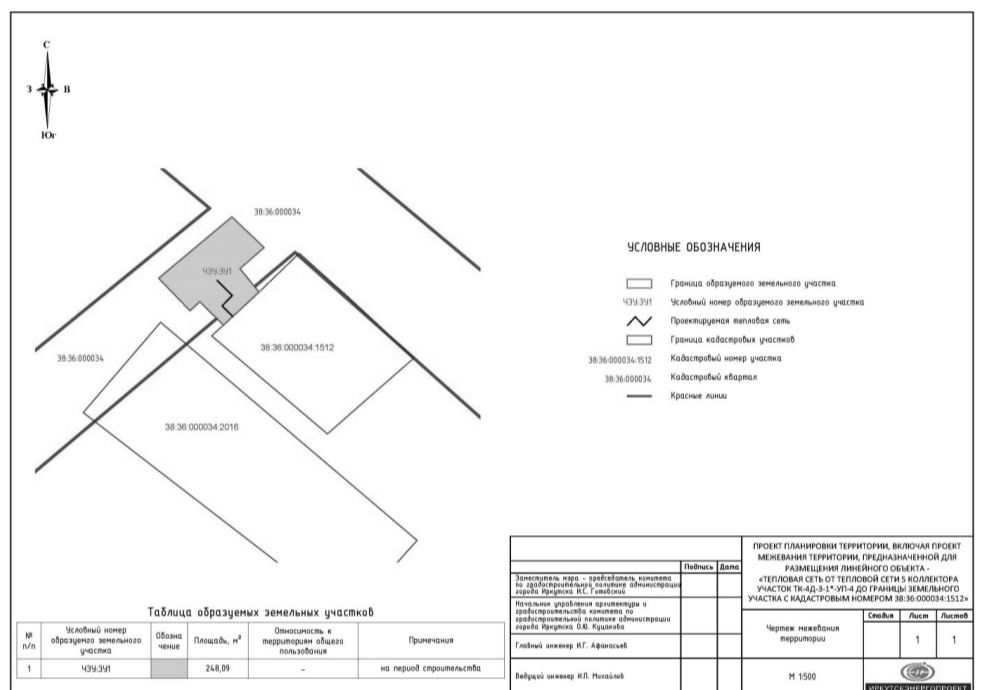 С
З
В
Юг
38:36:000034
ЧЗУ:ЗУ1
38:36:000034:1512
38:36:000034
38:36:000034:2016
УСЛОВНЫЕ ОБОЗНАЧЕНИЯ
Граница образуемого земельного участка
ЧЗУ:ЗУ1 Условный номер образуемого земельного участка
Проектируемая тепловая сеть
Граница кадастровых участков
38:36:000034:1512 Кадастровый номер участка
38:36:000034 Кадастровый квартал
Красные линии
Таблица образуемых земельных участков
№ п/п
Условный номер
образуемого земельного
участка
Обозна
чение
Площадь, м²
Относимость к
территориям общего
пользования
Примечания
1 ЧЗУ:ЗУ1 248,09 – на период строительства
Подпись Дата
Заместитель мэра – председатель комитета
по градостроительной политике администрации
города Иркутска И.С.
Начальник управления архитектуры и
градостроительства комитета по
градостроительной политике администрации
города Иркутска О.Ю. Куцакова
Главный инженер И.Г. Афанасьев
Ведущий инженер И.П. Михайлов
ПРОЕКТ ПЛАНИРОВКИ ТЕРРИТОРИИ, ВКЛЮЧАЯ ПРОЕКТ
МЕЖЕВАНИЯ ТЕРРИТОРИИ, ПРЕДНАЗНАЧЕННОЙ ДЛЯ
РАЗМЕЩЕНИЯ ЛИНЕЙНОГО ОБЪЕКТА -
«ТЕПЛОВАЯ СЕТЬ ОТ ТЕПЛОВОЙ СЕТИ 5 КОЛЛЕКТОРА
УЧАСТОК ТК-4Д-3-1*-УП-4 ДО ГРАНИЦЫ ЗЕМЕЛЬНОГО
УЧАСТКА С КАДАСТРОВЫМ НОМЕРОМ 38:36:000034:1512»
Чертеж межевания
территории
Стадия Лист Листов
1 1
М 1:500
ИРКУТСКЭНЕРГОПРОЕКТ